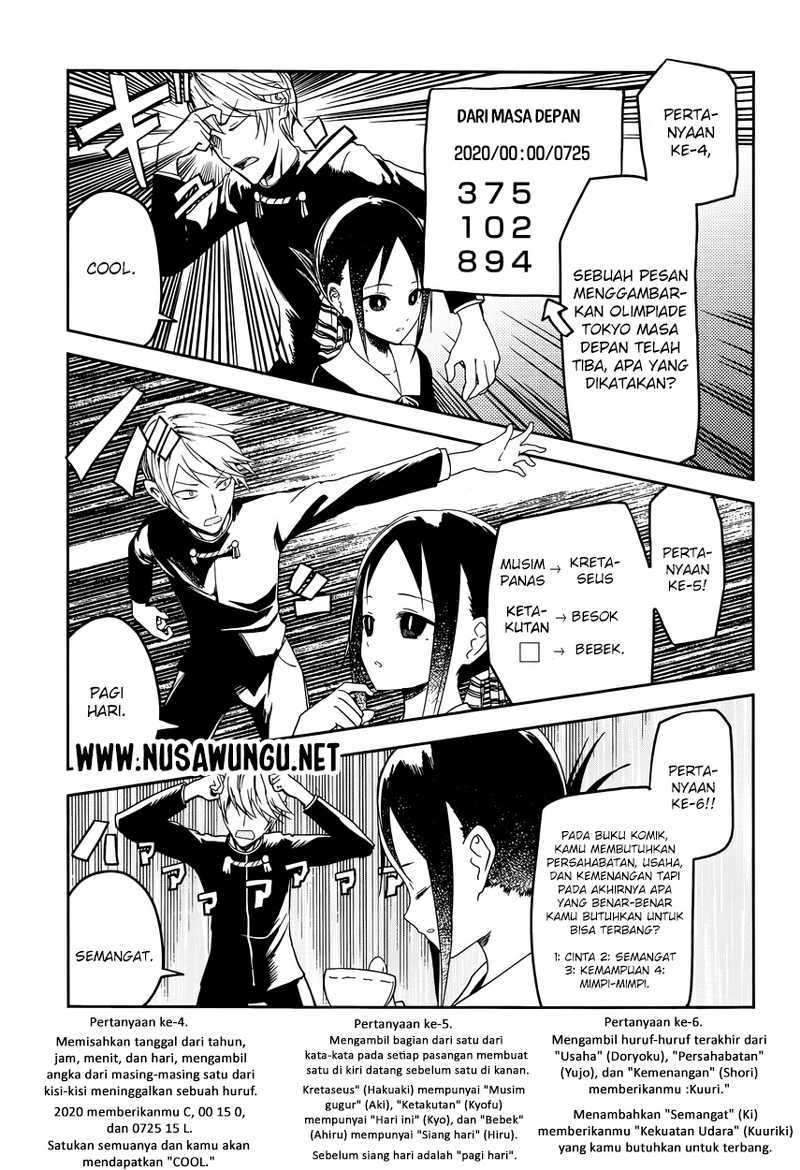 PERTA-
NYAAN
KE-4,
DARI MASA DEPAN
2020/00:00/0725
375
102
894
SEBUAH PESAN
MENGGAMBAR-
KAN OLIMPIADE
TOKYO MASA
DEPAN TELAH
TIBA, APA YANG
DIKATAKAN?
COOL.
PERTA-
NYAAN
KE-5!
MUSIM PANAS → KRETA-SEUS
KETA-KUTAN → BESOK
□ → BEBEK.
PAGI
HARI.
WWW.NUSAWUNGU.NET
PERTA-
NYAAN
KE-6!!
PADA BUKU KOMIK,
KAMU MEMBUTUHKAN
PERSAHABATAN, USAHA,
DAN KEMENANGAN TAPI
PADA AKHIRNYA APA
YANG BENAR-BENAR
KAMU BUTUHKAN UNTUK
BISA TERBANG?
1: CINTA 2: SEMANGAT
3: KEMAMPUAN 4:
MIMPI-MIMPI.
SEMANGAT.
Pertanyaan ke-4.
Memisahkan tanggal dari tahun,
jam, menit, dan hari, mengambil
angka dari masing-masing satu dari
kisi-kisi meninggalkan sebuah huruf.
2020 memberikanmu C, 00 15 0,
dan 0725 15 L.
Satukan semuanya dan kamu akan
mendapatkan "COOL."
Pertanyaan ke-5.
Mengambil bagian dari satu dari
kata-kata pada setiap pasangan membuat
satu di kiri datang sebelum satu di kanan.
Kretaseus" (Hakuaki) mempunyai "Musim
gugur" (Aki), "Ketakutan" (Kyofu)
mempunyai "Hari ini" (Kyo), dan "Bebek"
(Ahiru) mempunyai "Siang hari" (Hiru).
Sebelum siang hari adalah "pagi hari".
Pertanyaan ke-6.
Mengambil huruf-huruf terakhir dari
"Usaha" (Doryoku), "Persahabatan"
(Yujo), dan "Kemenangan" (Shori)
memberikanmu :Kuuri."
Menambahkan "Semangat" (Ki)
memberikanmu "Kekuatan Udara" (Kuuriki)
yang kamu butuhkan untuk terbang.